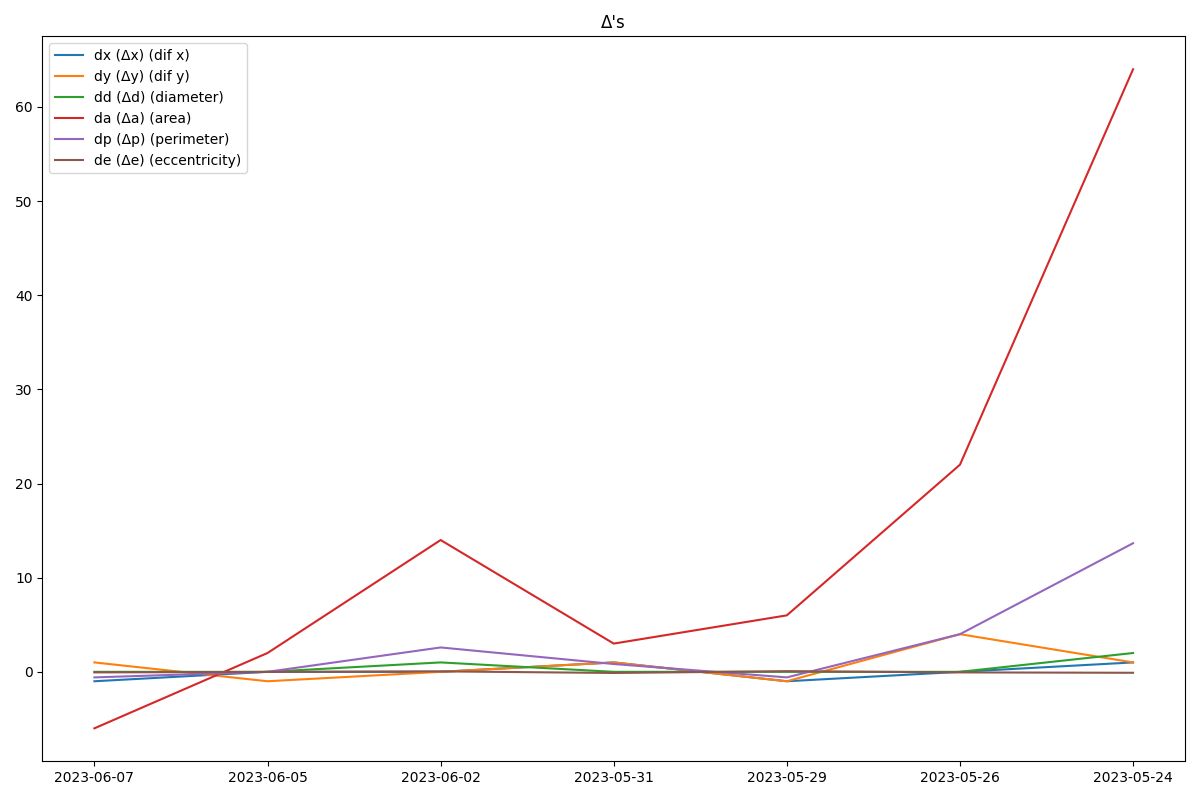 Δ's
dx (Δx) (dif x)
dy (Δy) (dif y)
dd (Δd) (diameter)
da (Δa) (area)
dp (Δp) (perimeter)
de (Δe) (eccentricity)
60
50
40
30
20
10
0
2023-06-07 2023-06-05 2023-06-02 2023-05-31 2023-05-29 2023-05-26 2023-05-24